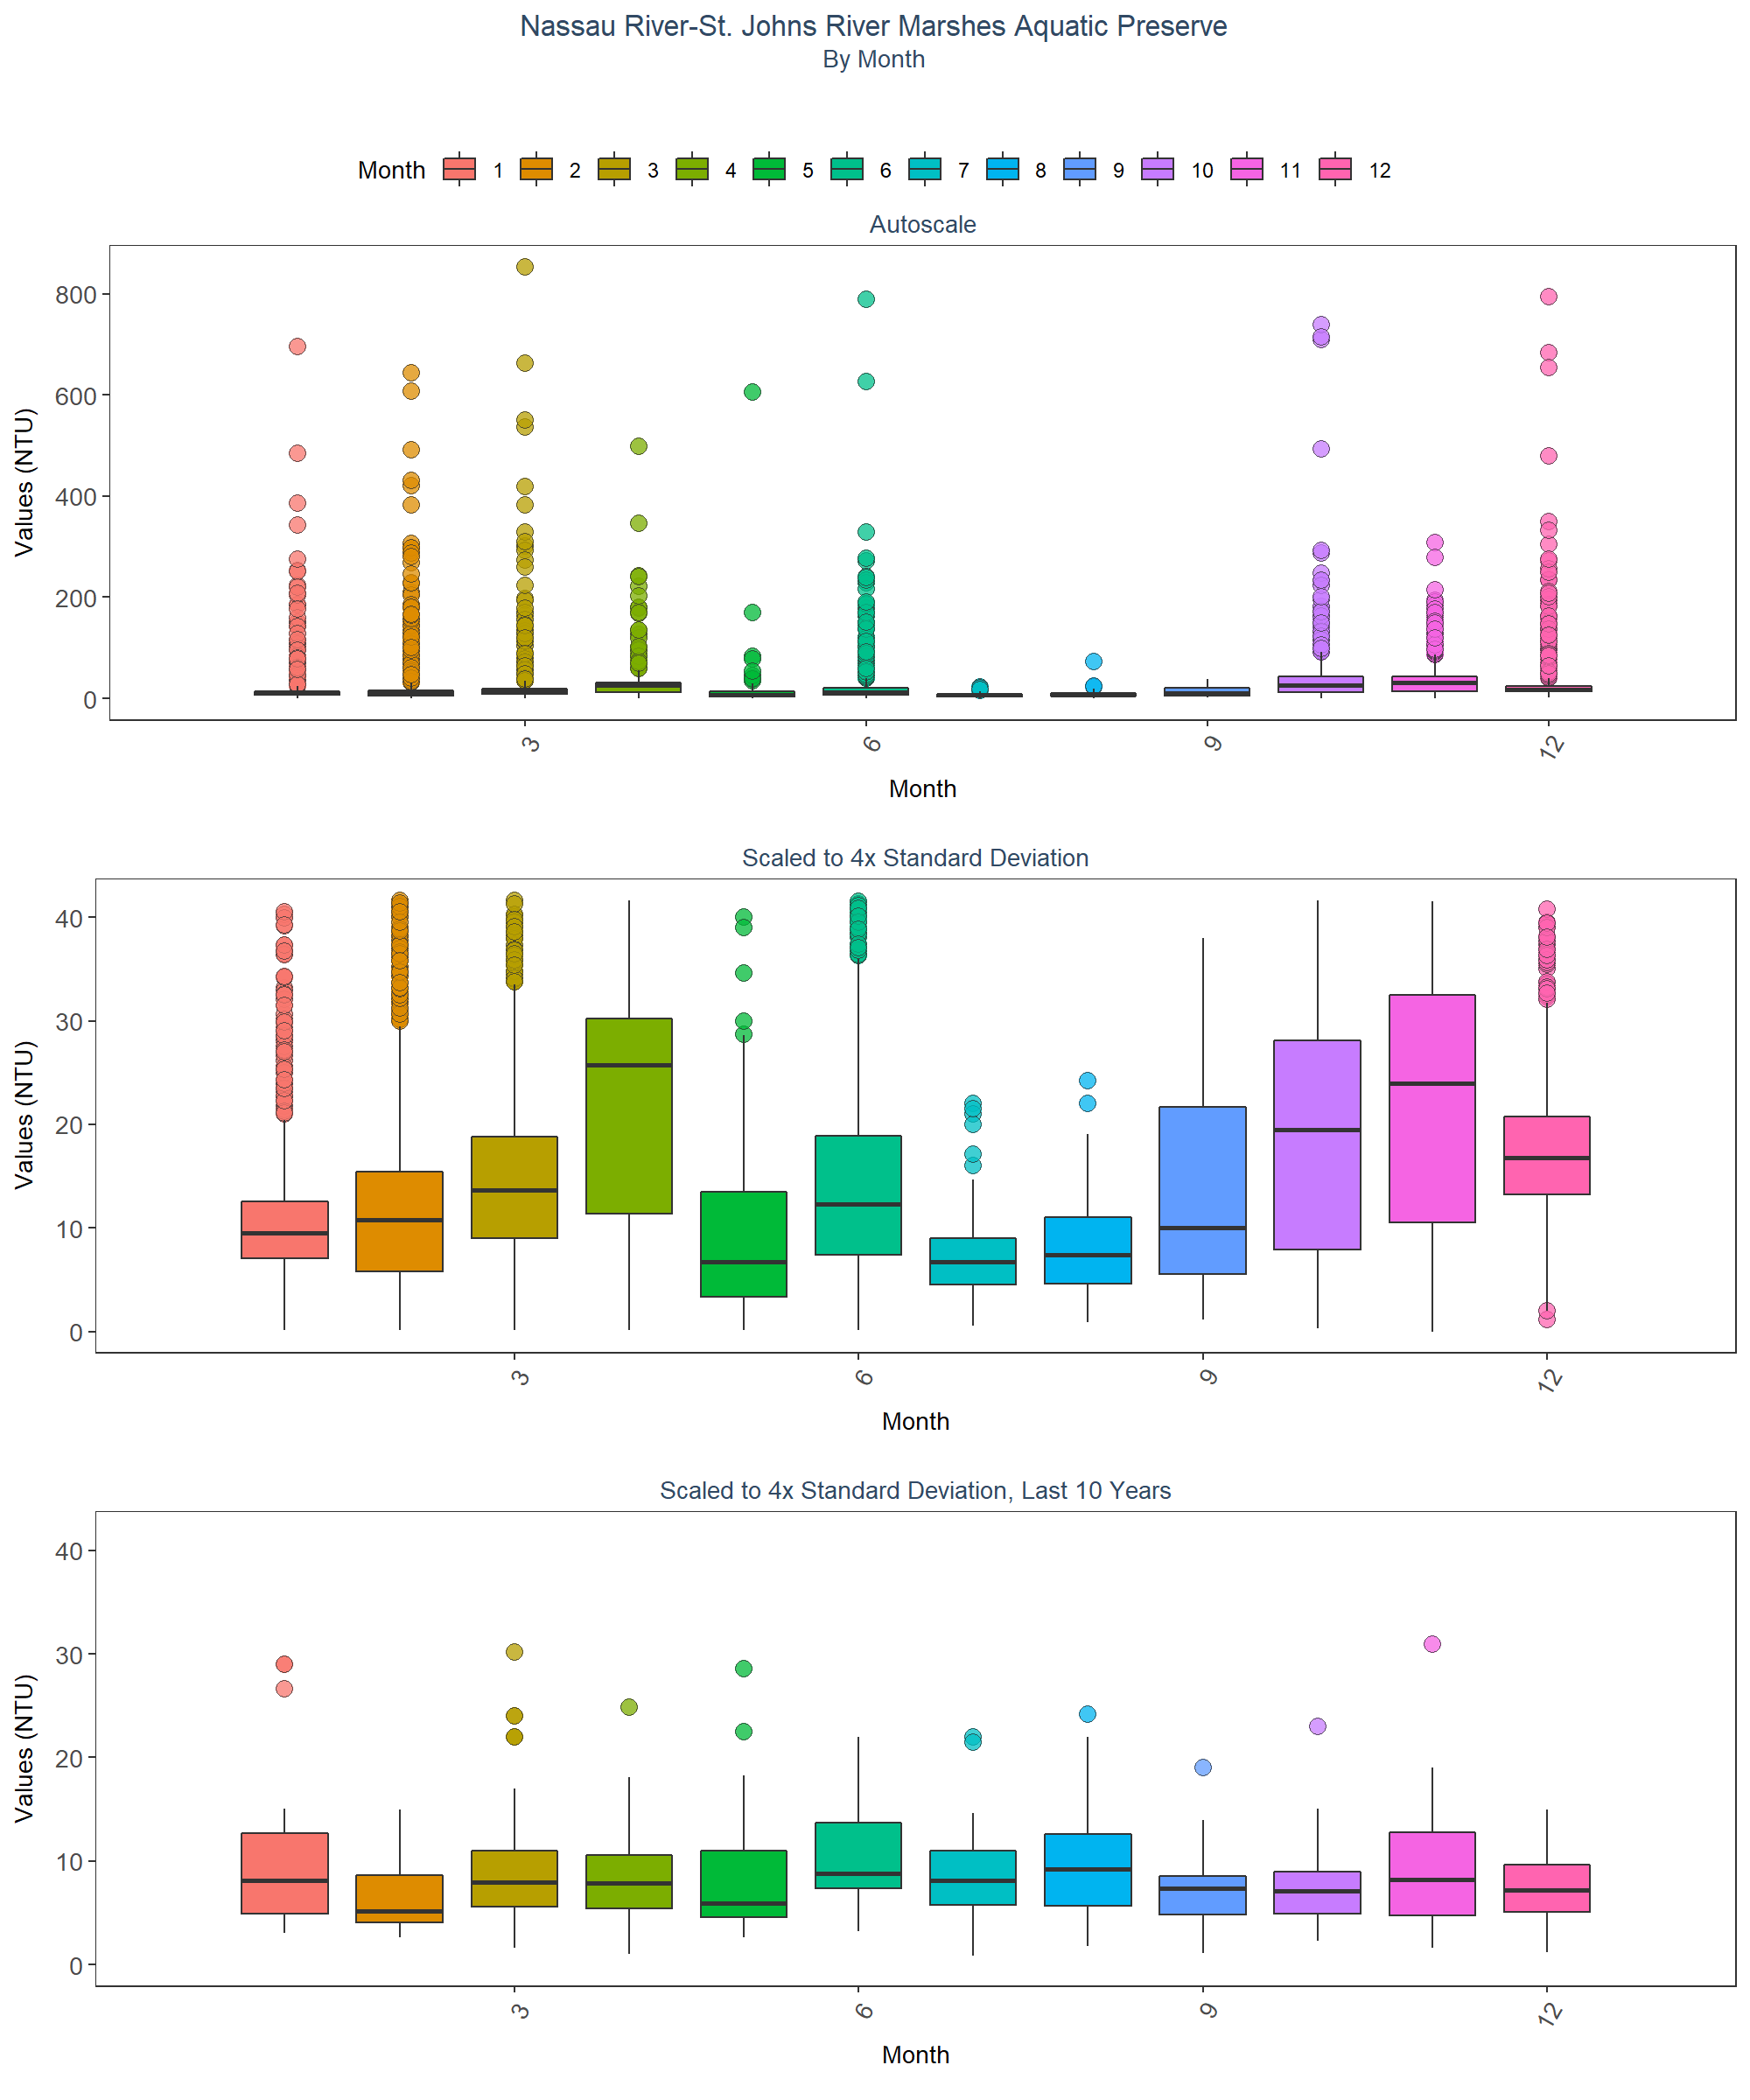 Nassau River-St. Johns River Marshes Aquatic Preserve
By Month
Month 1 2 3 4 5 6 7 8 9 10 11 12
Autoscale
Values (NTU)
800
600
400
200
0
3 6 9 12
Month
Scaled to 4x Standard Deviation
Values (NTU)
40
30
20
10
0
3 6 9 12
Month
Scaled to 4x Standard Deviation, Last 10 Years
Values (NTU)
40
30
20
10
0
3 6 9 12
Month